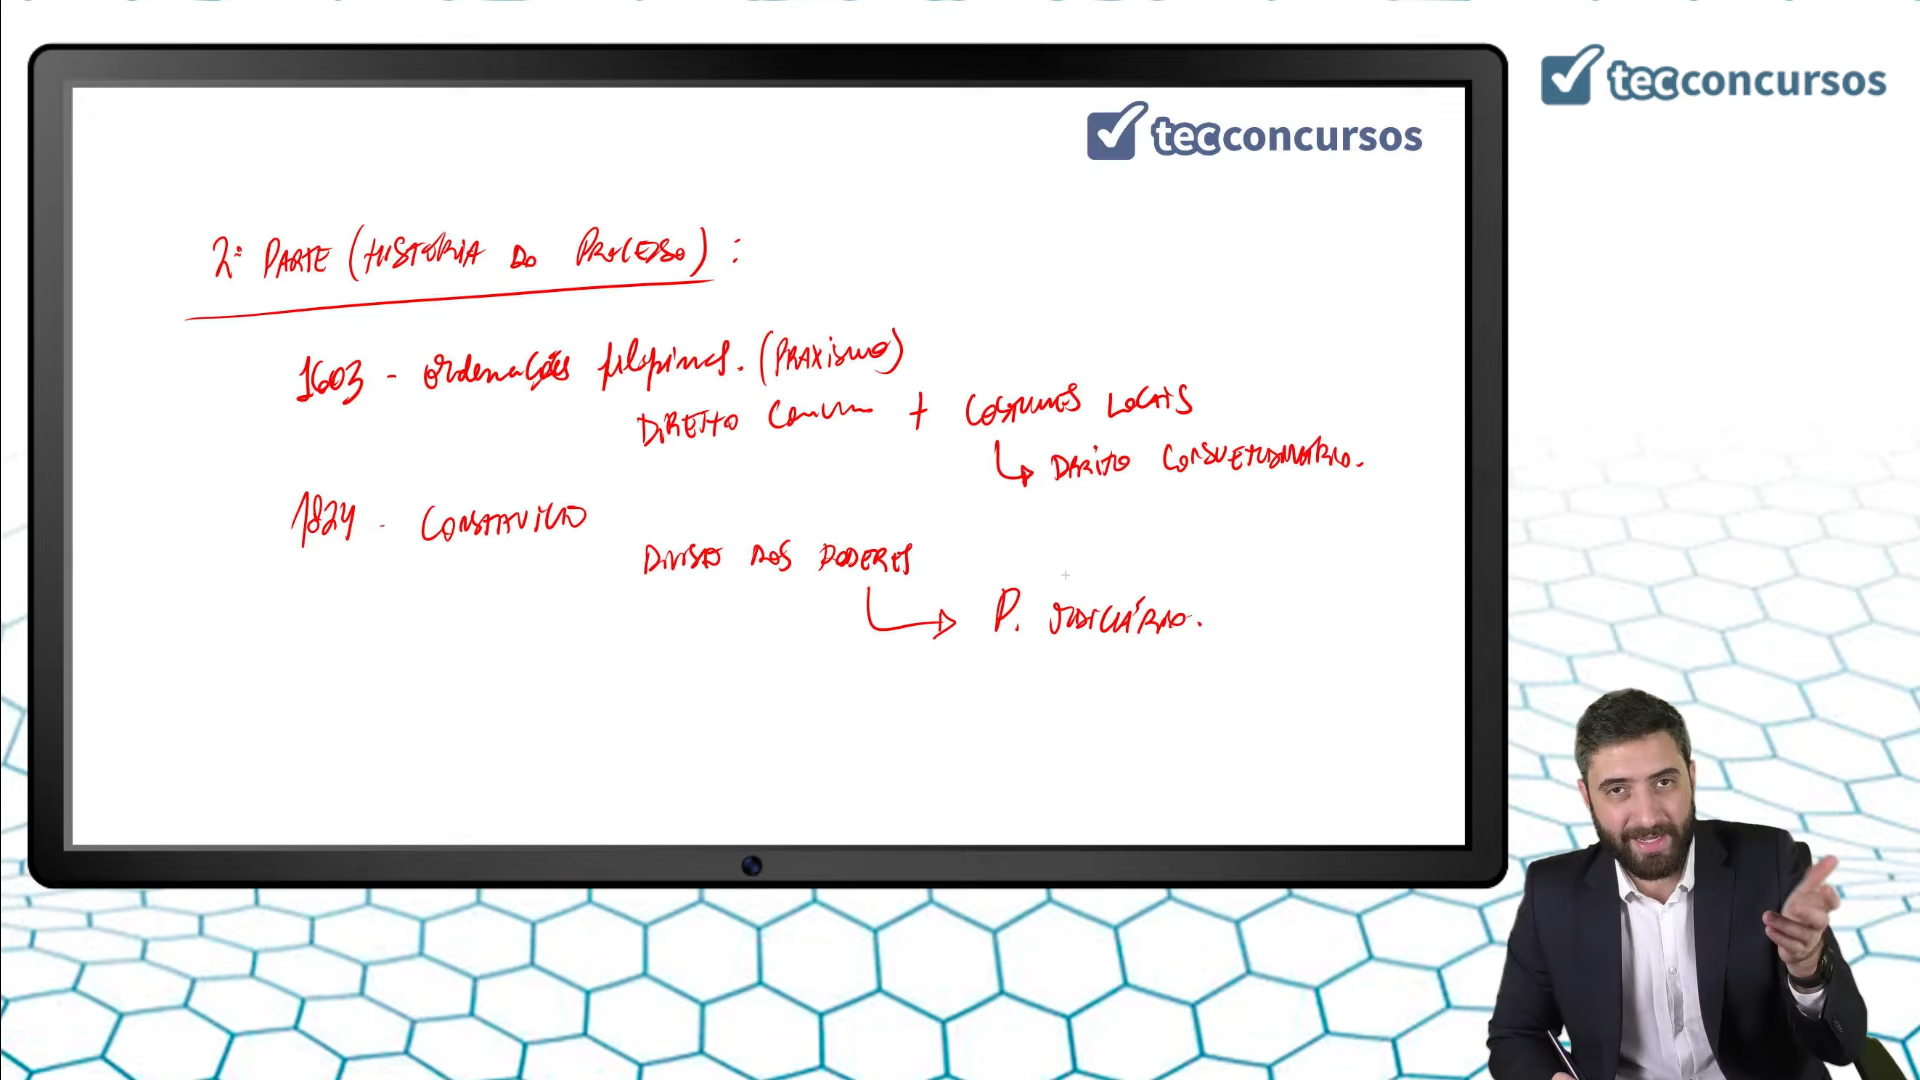 tecconcursos
tecconcursos
2ª PARTE (HISTÓRIA DO PROCESSO) :
1603 - ordenações filipinas. (PRAXISMO)
DIREITO COMUM + COSTUMES LOCAIS
↳ DIREITO CONSUETUDINÁRIO.
1824 - CONSTITUIÇÃO
DIVISÃO DOS PODERES
↳ P. JUDICIÁRIO.